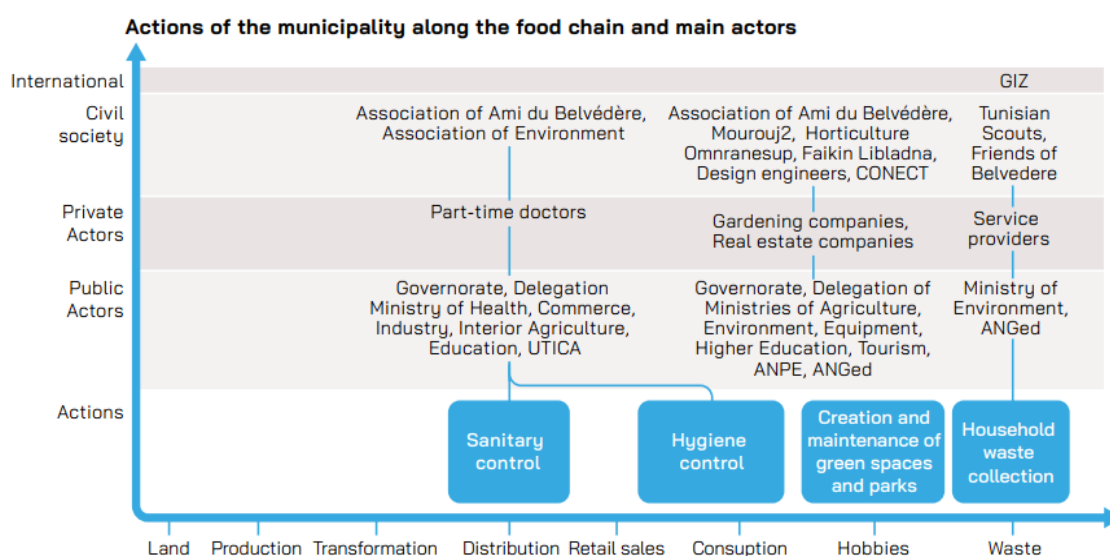 Actions of the municipality along the food chain and main actors
International
GIZ
Civil
society
Association of Ami du Belvédère,
Association of Environment
Association of Ami du Belvédère,
Mourouj2, Horticulture
Omnranesup, Faikin Libladna,
Design engineers, CONECT
Tunisian
Scouts,
Friends of
Belvedere
Private
Actors
Part-time doctors
Gardening companies,
Real estate companies
Service
providers
Public
Actors
Governorate, Delegation
Ministry of Health, Commerce,
Industry, Interior Agriculture,
Education, UTICA
Governorate, Delegation of
Ministries of Agriculture,
Environment, Equipment,
Higher Education, Tourism,
ANPE, ANGed
Ministry of
Environment,
ANGed
Actions
Sanitary
control
Hygiene
control
Creation and
maintenance of
green spaces
and parks
Household
waste
collection
Land Production Transformation Distribution Retail sales Consuption Hobbies Waste